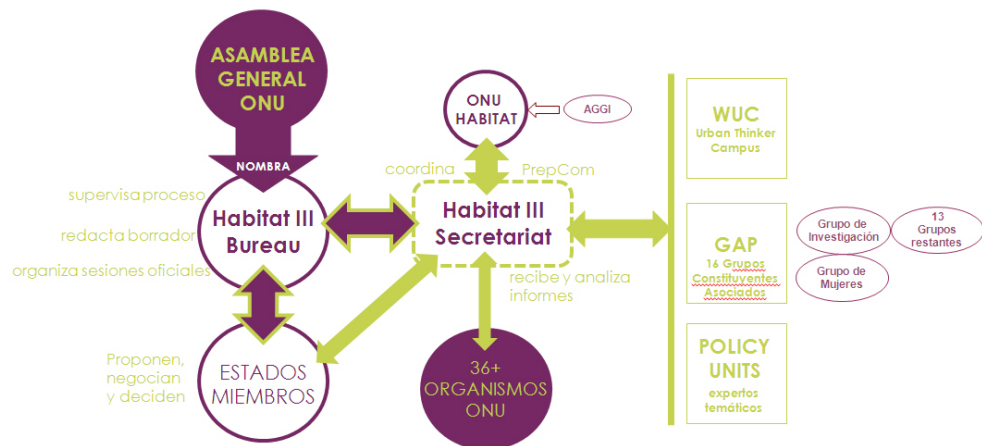 ASAMBLEA
GENERAL
ONU
NOMBRA
supervisa proceso
redacta borrador
organiza sesiones oficiales
Habitat III
Bureau
Proponen,
negocian
y deciden
ESTADOS
MIEMBROS
ONU
HABITAT
AGGI
coordina
PrepCom
Habitat III
Secretariat
recibe y analiza
informes
36+
ORGANISMOS
ONU
WUC
Urban Thinker
Campus
GAP
16 Grupos
Constituyentes
Asociados
Grupo de
Investigación
13
Grupos
restantes
Grupo de
Mujeres
POLICY
UNITS
expertos
temáticos